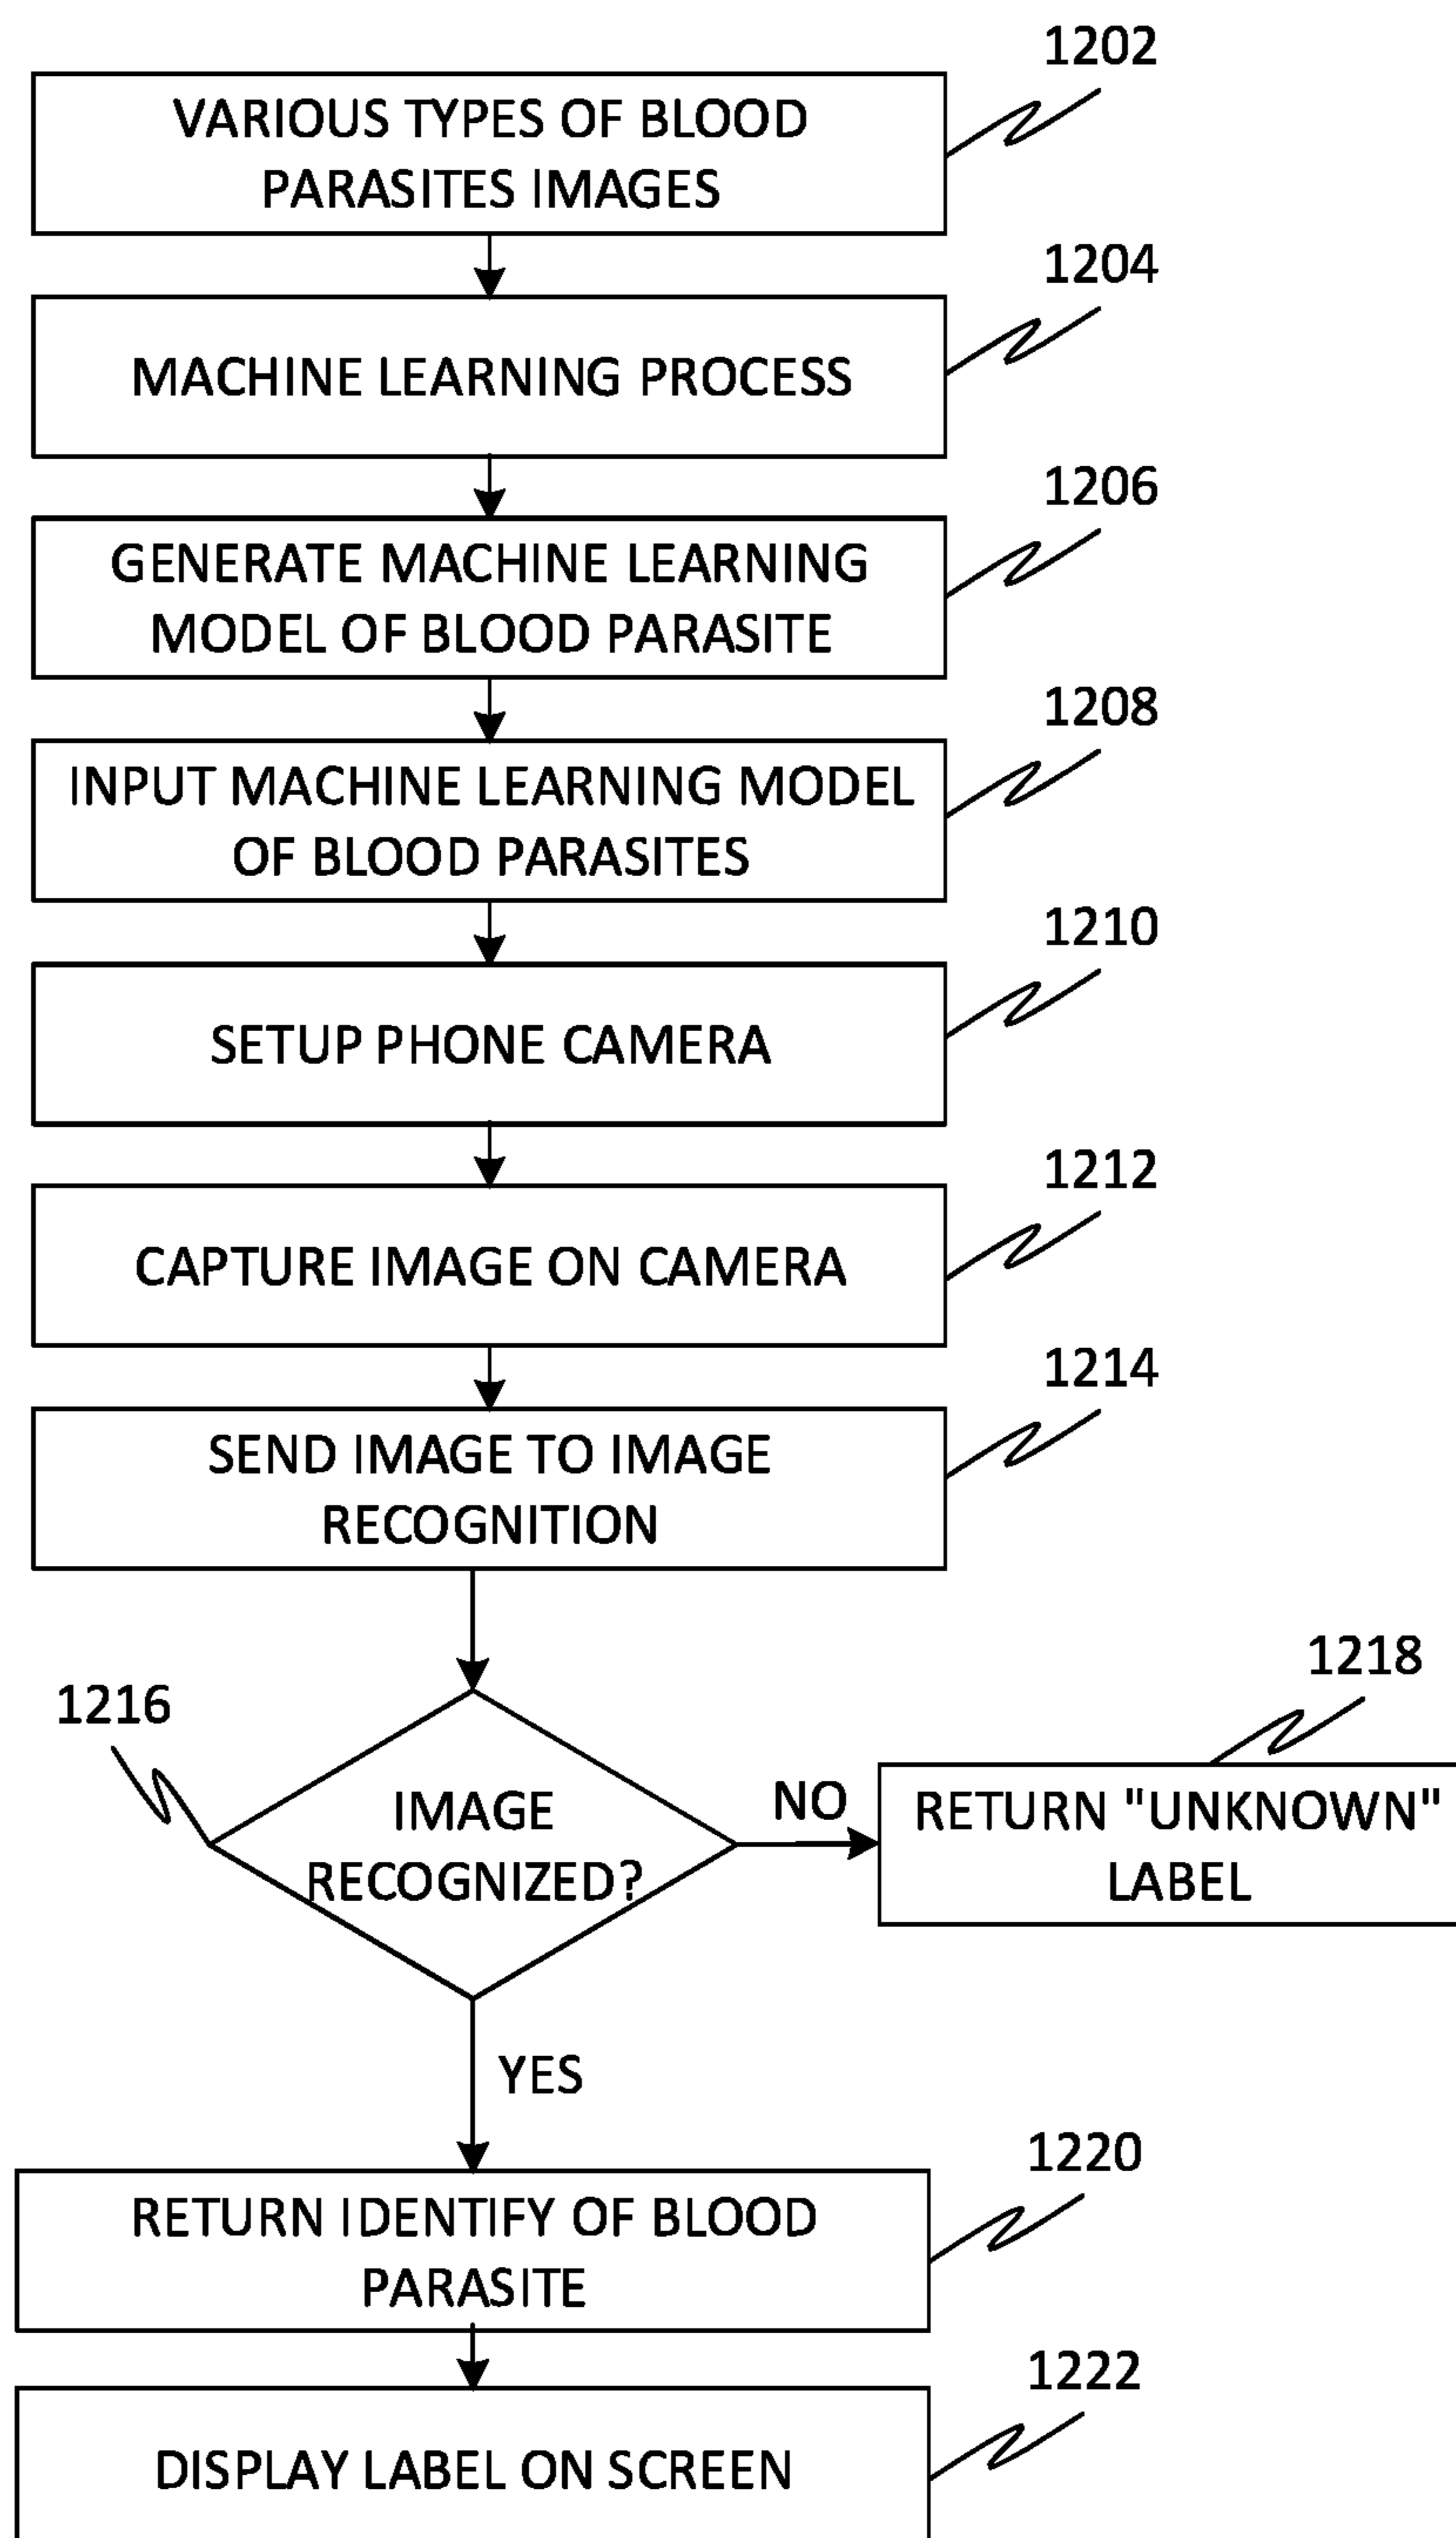 1202
VARIOUS TYPES OF BLOOD
PARASITES IMAGES
1204
MACHINE LEARNING PROCESS
1206
GENERATE MACHINE LEARNING
MODEL OF BLOOD PARASITE
1208
INPUT MACHINE LEARNING MODEL
OF BLOOD PARASITES
1210
SETUP PHONE CAMERA
1212
CAPTURE IMAGE ON CAMERA
1214
SEND IMAGE TO IMAGE
RECOGNITION
1216
IMAGE
RECOGNIZED?
NO
1218
RETURN "UNKNOWN"
LABEL
YES
1220
RETURN IDENTIFY OF BLOOD
PARASITE
1222
DISPLAY LABEL ON SCREEN